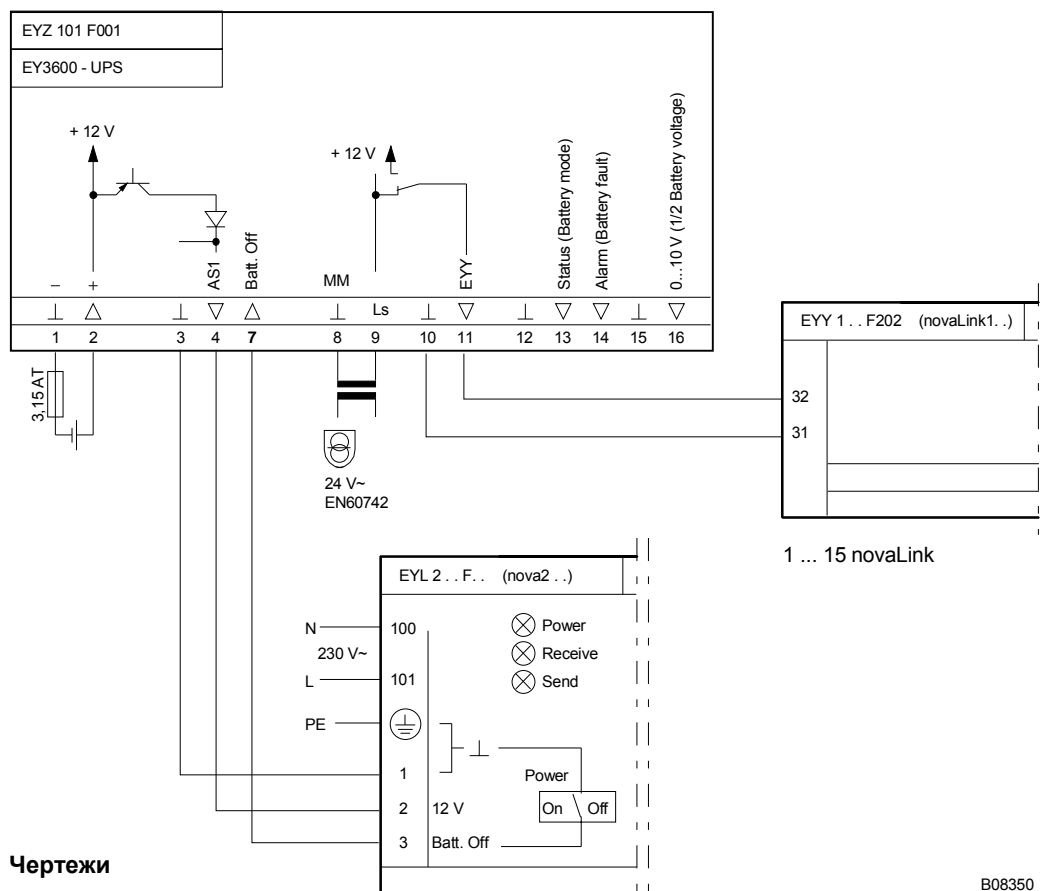 EYZ 101 F001
EY3600 - UPS
+ 12 V
+ 12 V
− +
AS1
Batt. Off
MM
Ls
EYY
Status (Battery mode)
Alarm (Battery fault)
0...10 V (1/2 Battery voltage)
1 2 3 4 7 8 9 10 11 12 13 14 15 16
3,15 AT
24 V~
EN60742
EYY 1 . . F202 (novaLink1. .)
32
31
1 ... 15 novaLink
EYL 2 . . F. . (nova2 . .)
N 100 Power
230 V~ Receive
L 101 Send
PE
1 Power
2 12 V On Off
3 Batt. Off
Чертежи
B08350